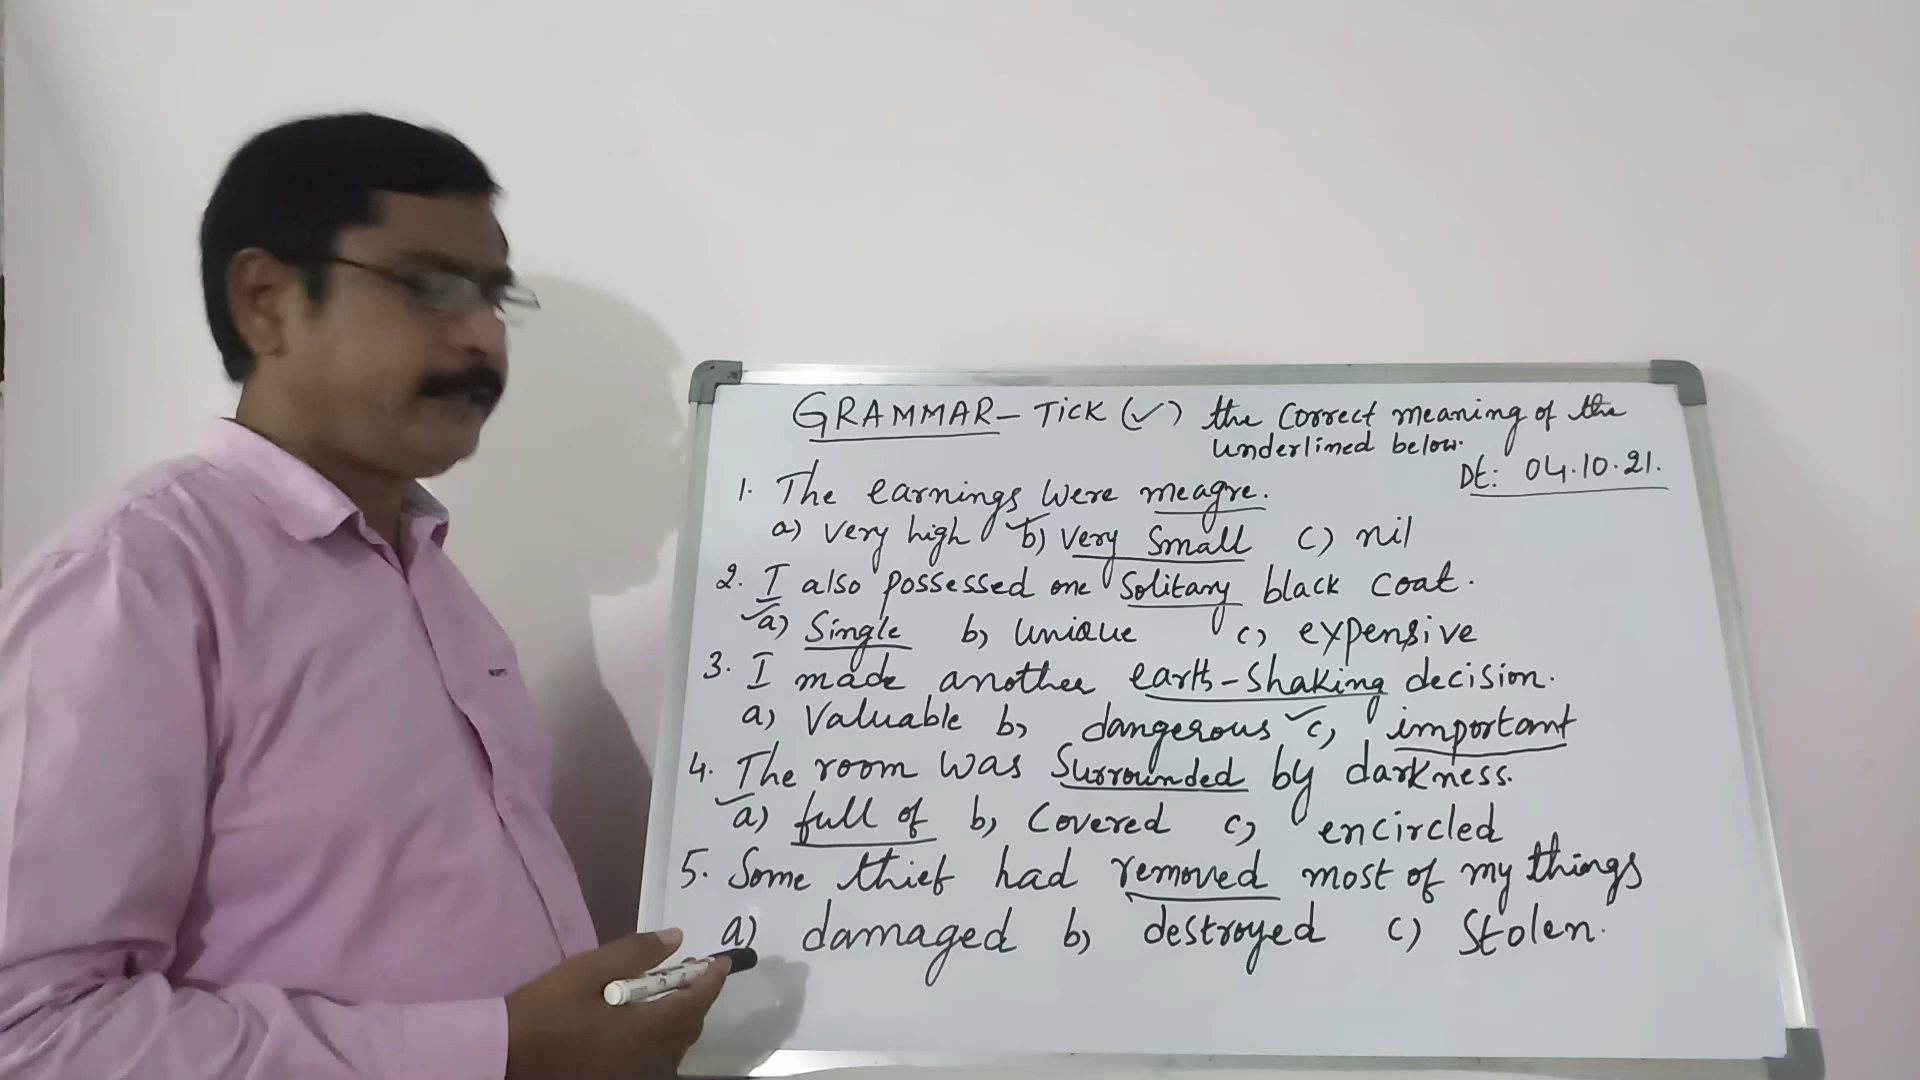 GRAMMAR - TICK (✓) the correct meaning of the
underlined below.
Dt: 04.10.21.
1. The earnings were meagre.
a) very high ✓b) very small c) nil
2. I also possessed one solitary black coat.
✓a) Single b) unique c) expensive
3. I made another earth-shaking decision.
a) Valuable b) dangerous ✓c) important
4. The room was surrounded by darkness.
✓a) full of b) covered c) encircled
5. Some thief had removed most of my things
a) damaged b) destroyed c) Stolen.